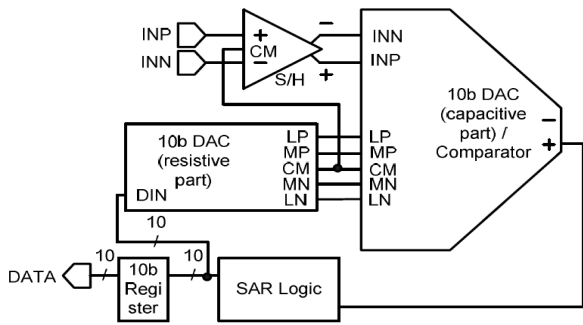 INP
INN
+
CM
−
S/H
−
+
INN
INP
10b DAC
(capacitive
part) /
Comparator
−
+
10b DAC
(resistive
part)
DIN
LP
MP
CM
MN
LN
LP
MP
CM
MN
LN
10
DATA
10
10b
Regi
ster
10
SAR Logic